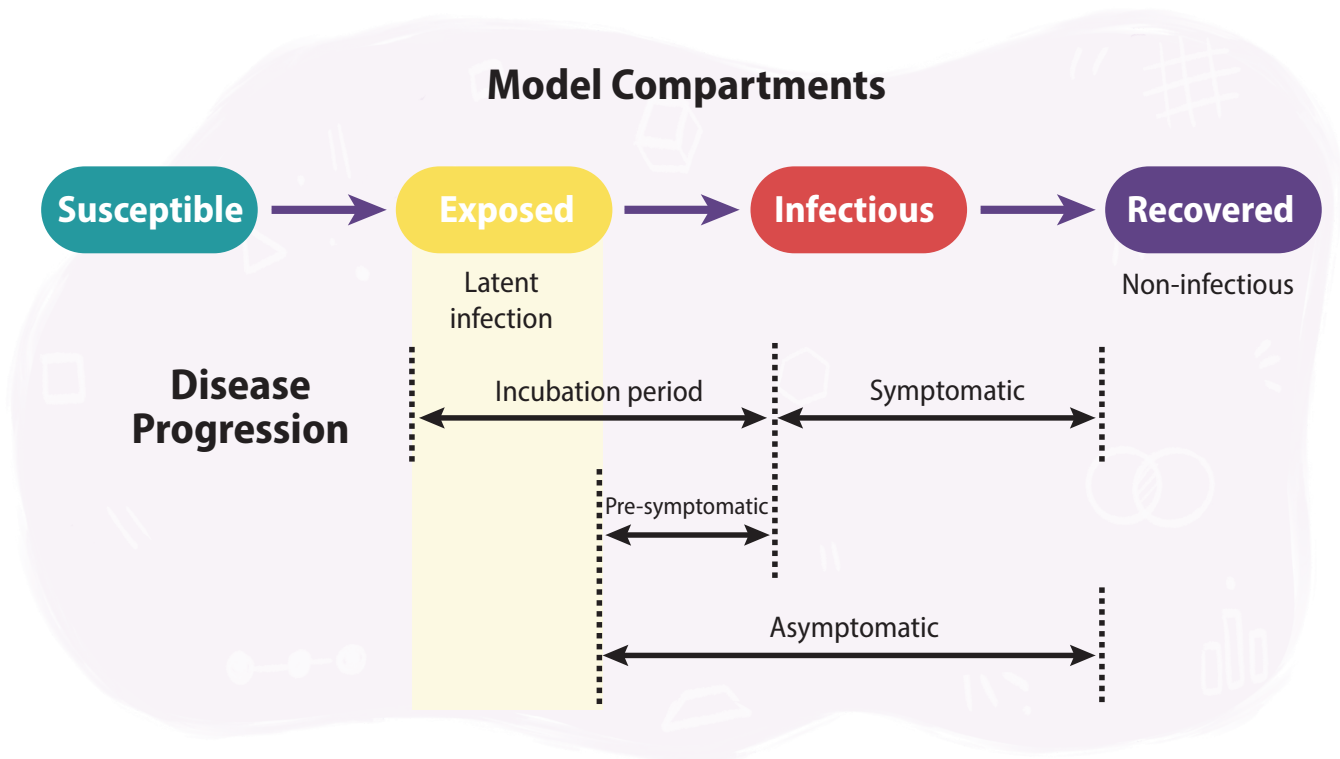 Model Compartments
Susceptible
Exposed
Infectious
Recovered
Latent
infection
Non-infectious
Disease
Progression
Incubation period
Symptomatic
Pre-symptomatic
Asymptomatic